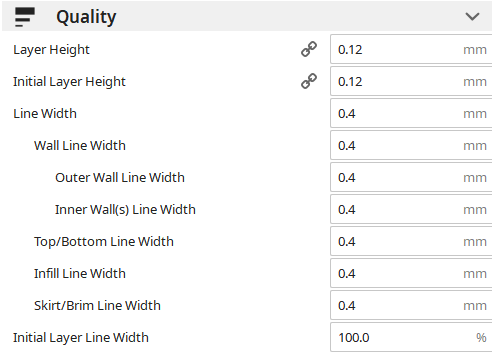 Quality
Layer Height 0.12 mm
Initial Layer Height 0.12 mm
Line Width 0.4 mm
Wall Line Width 0.4 mm
Outer Wall Line Width 0.4 mm
Inner Wall(s) Line Width 0.4 mm
Top/Bottom Line Width 0.4 mm
Infill Line Width 0.4 mm
Skirt/Brim Line Width 0.4 mm
Initial Layer Line Width 100.0 %